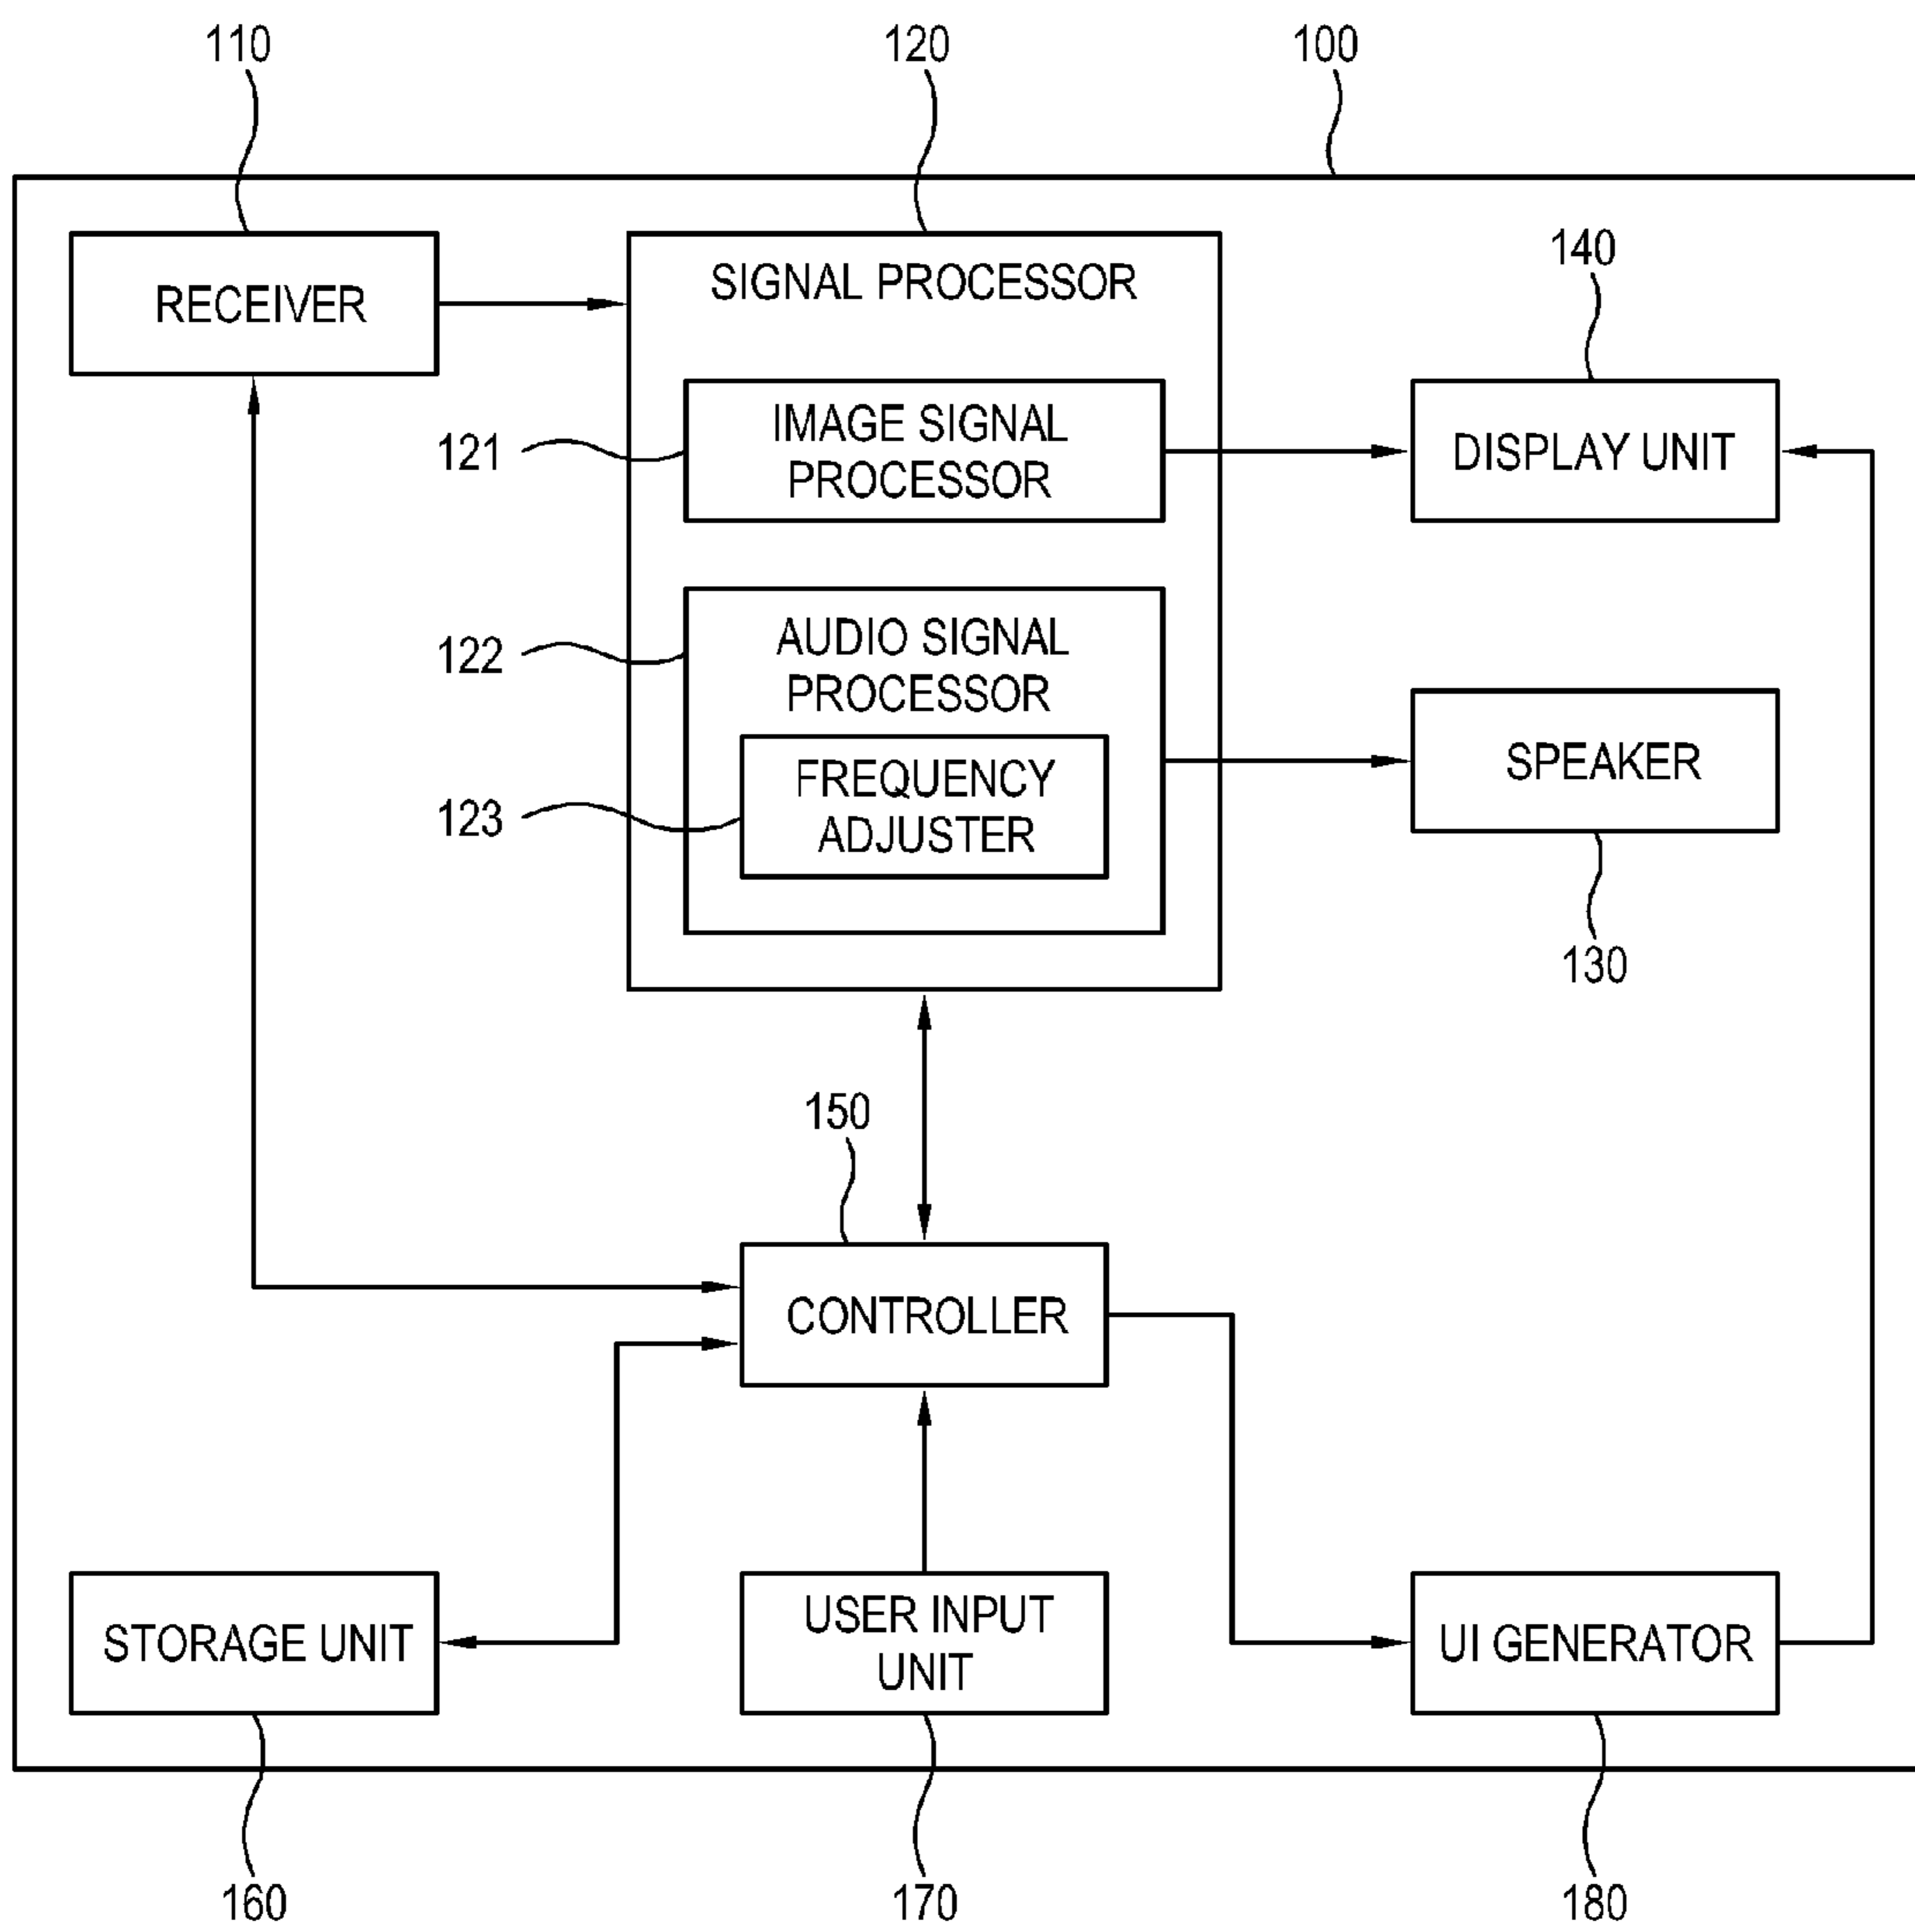 110
120
100
RECEIVER
SIGNAL PROCESSOR
140
121
IMAGE SIGNAL
PROCESSOR
DISPLAY UNIT
122
AUDIO SIGNAL
PROCESSOR
123
FREQUENCY
ADJUSTER
SPEAKER
130
150
CONTROLLER
STORAGE UNIT
USER INPUT
UNIT
UI GENERATOR
160
170
180